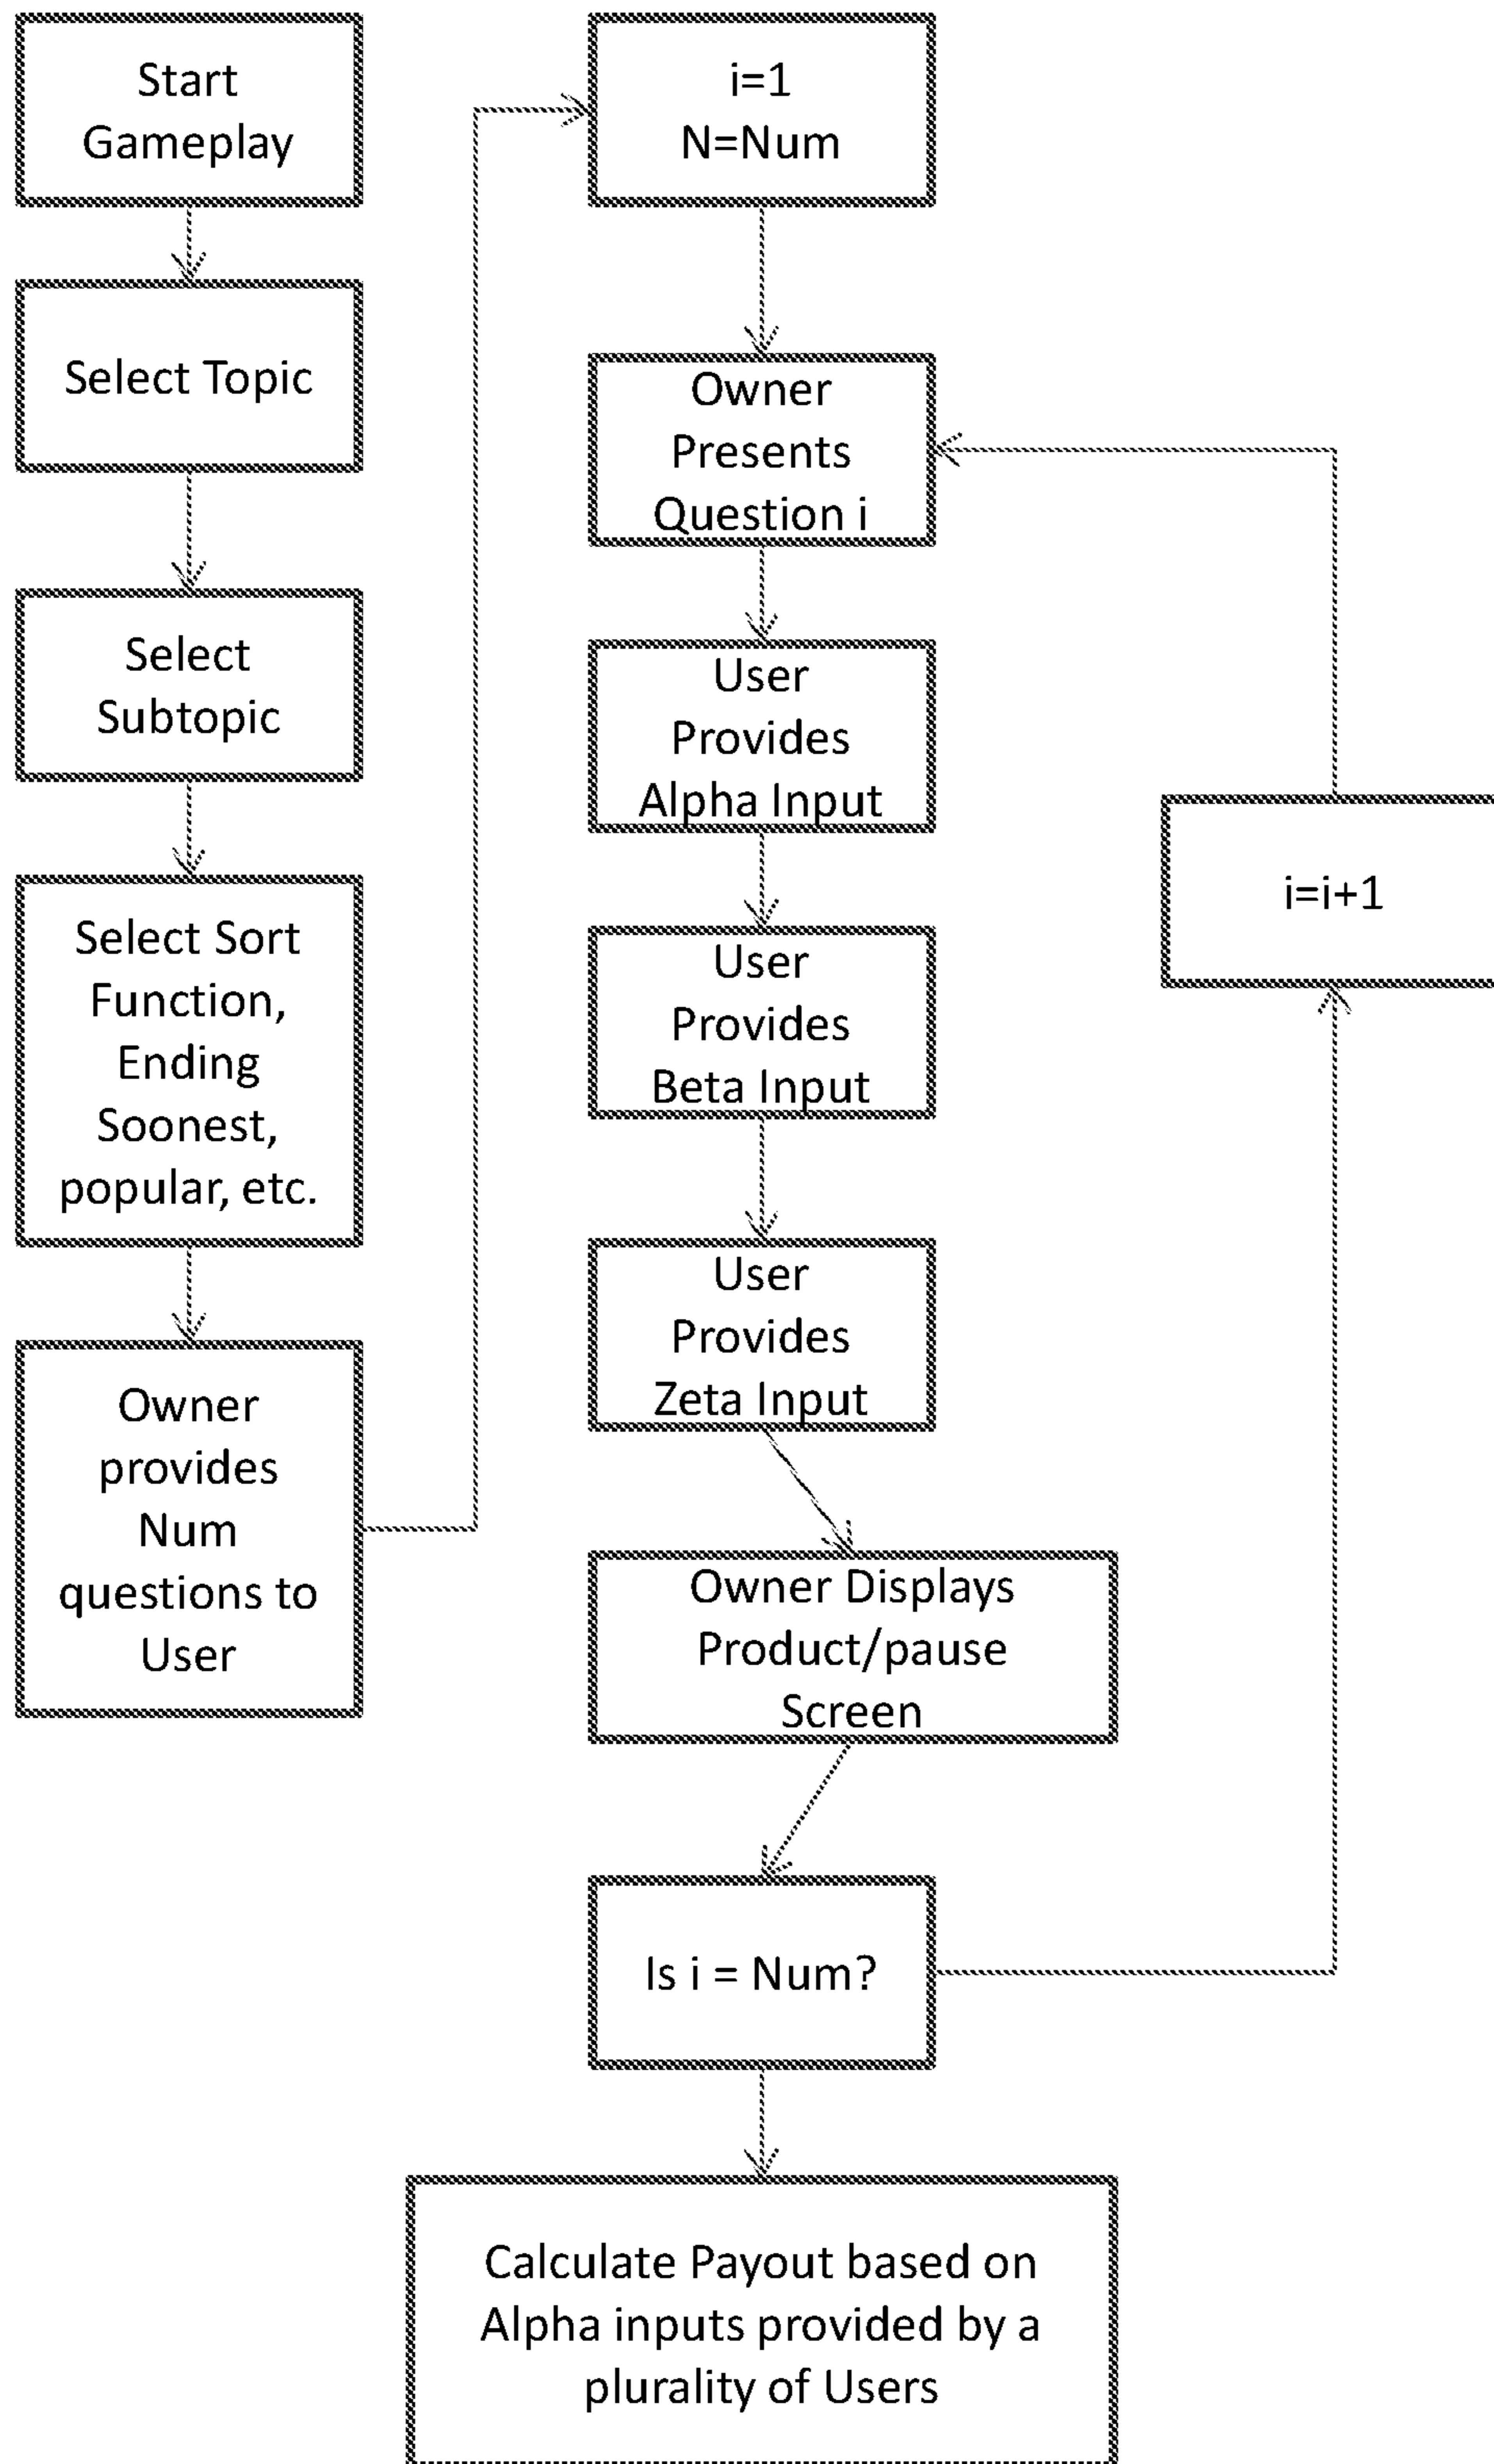 Start
Gameplay
Select Topic
Select
Subtopic
Select Sort
Function,
Ending
Soonest,
popular, etc.
Owner
provides
Num
questions to
User
i=1
N=Num
Owner
Presents
Question i
User
Provides
Alpha Input
User
Provides
Beta Input
User
Provides
Zeta Input
Owner Displays
Product/pause
Screen
Is i = Num?
i=i+1
Calculate Payout based on
Alpha inputs provided by a
plurality of Users